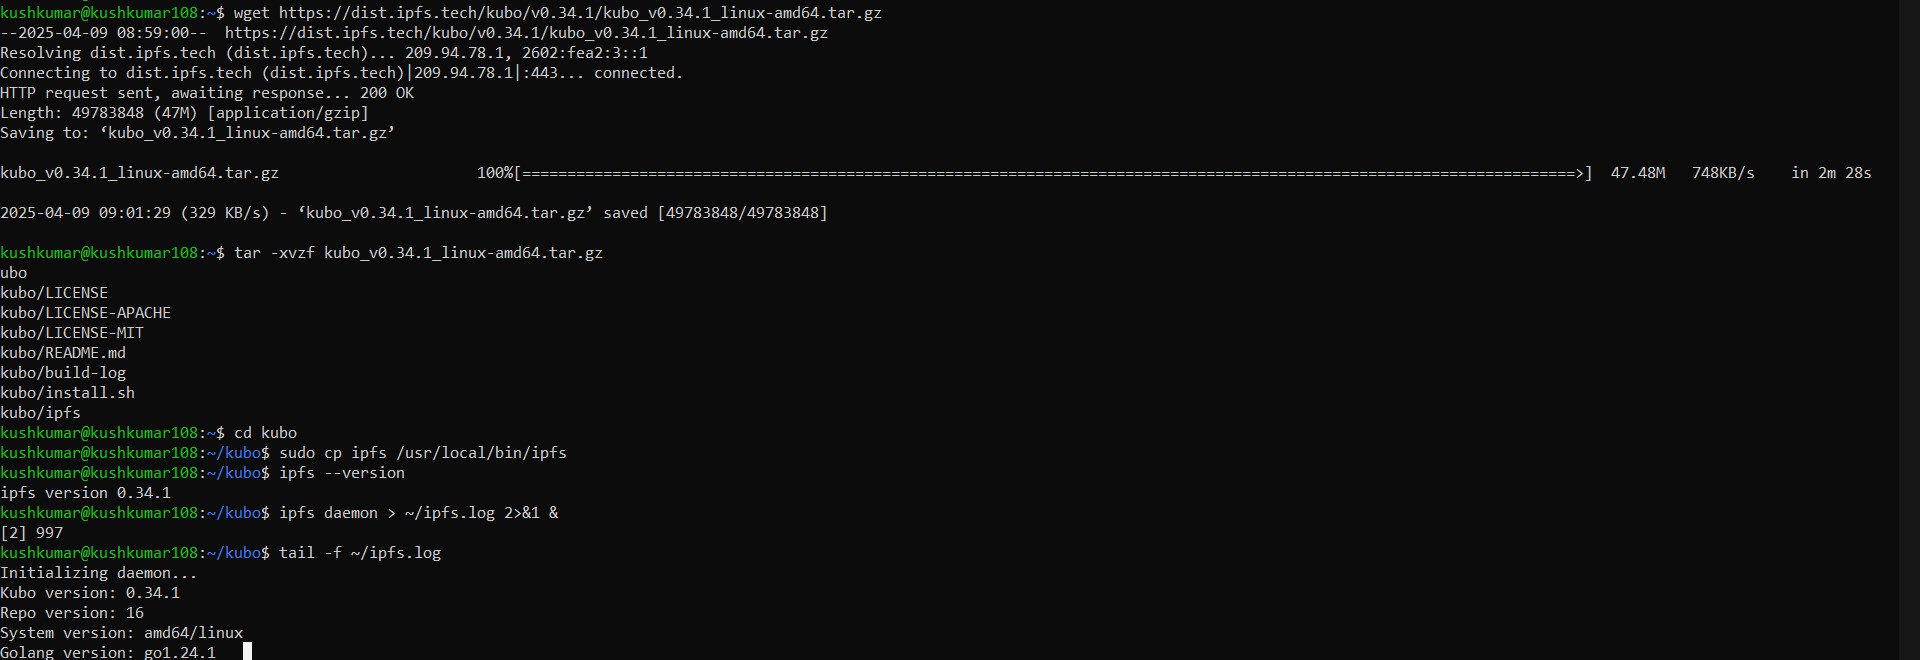 kushkumar@kushkumar108:~$ wget https://dist.ipfs.tech/kubo/v0.34.1/kubo_v0.34.1_linux-amd64.tar.gz
--2025-04-09 08:59:00--  https://dist.ipfs.tech/kubo/v0.34.1/kubo_v0.34.1_linux-amd64.tar.gz
Resolving dist.ipfs.tech (dist.ipfs.tech)... 209.94.78.1, 2602:fea2:3::1
Connecting to dist.ipfs.tech (dist.ipfs.tech)|209.94.78.1|:443... connected.
HTTP request sent, awaiting response... 200 OK
Length: 49783848 (47M) [application/gzip]
Saving to: ‘kubo_v0.34.1_linux-amd64.tar.gz’
kubo_v0.34.1_linux-amd64.tar.gz                      100%[=====================================================================================================================>]  47.48M   748KB/s    in 2m 28s
2025-04-09 09:01:29 (329 KB/s) - ‘kubo_v0.34.1_linux-amd64.tar.gz’ saved [49783848/49783848]
kushkumar@kushkumar108:~$ tar -xvzf kubo_v0.34.1_linux-amd64.tar.gz
ubo
kubo/LICENSE
kubo/LICENSE-APACHE
kubo/LICENSE-MIT
kubo/README.md
kubo/build-log
kubo/install.sh
kubo/ipfs
kushkumar@kushkumar108:~$ cd kubo
kushkumar@kushkumar108:~/kubo$ sudo cp ipfs /usr/local/bin/ipfs
kushkumar@kushkumar108:~/kubo$ ipfs --version
ipfs version 0.34.1
kushkumar@kushkumar108:~/kubo$ ipfs daemon > ~/ipfs.log 2>&1 &
[2] 997
kushkumar@kushkumar108:~/kubo$ tail -f ~/ipfs.log
Initializing daemon...
Kubo version: 0.34.1
Repo version: 16
System version: amd64/linux
Golang version: go1.24.1